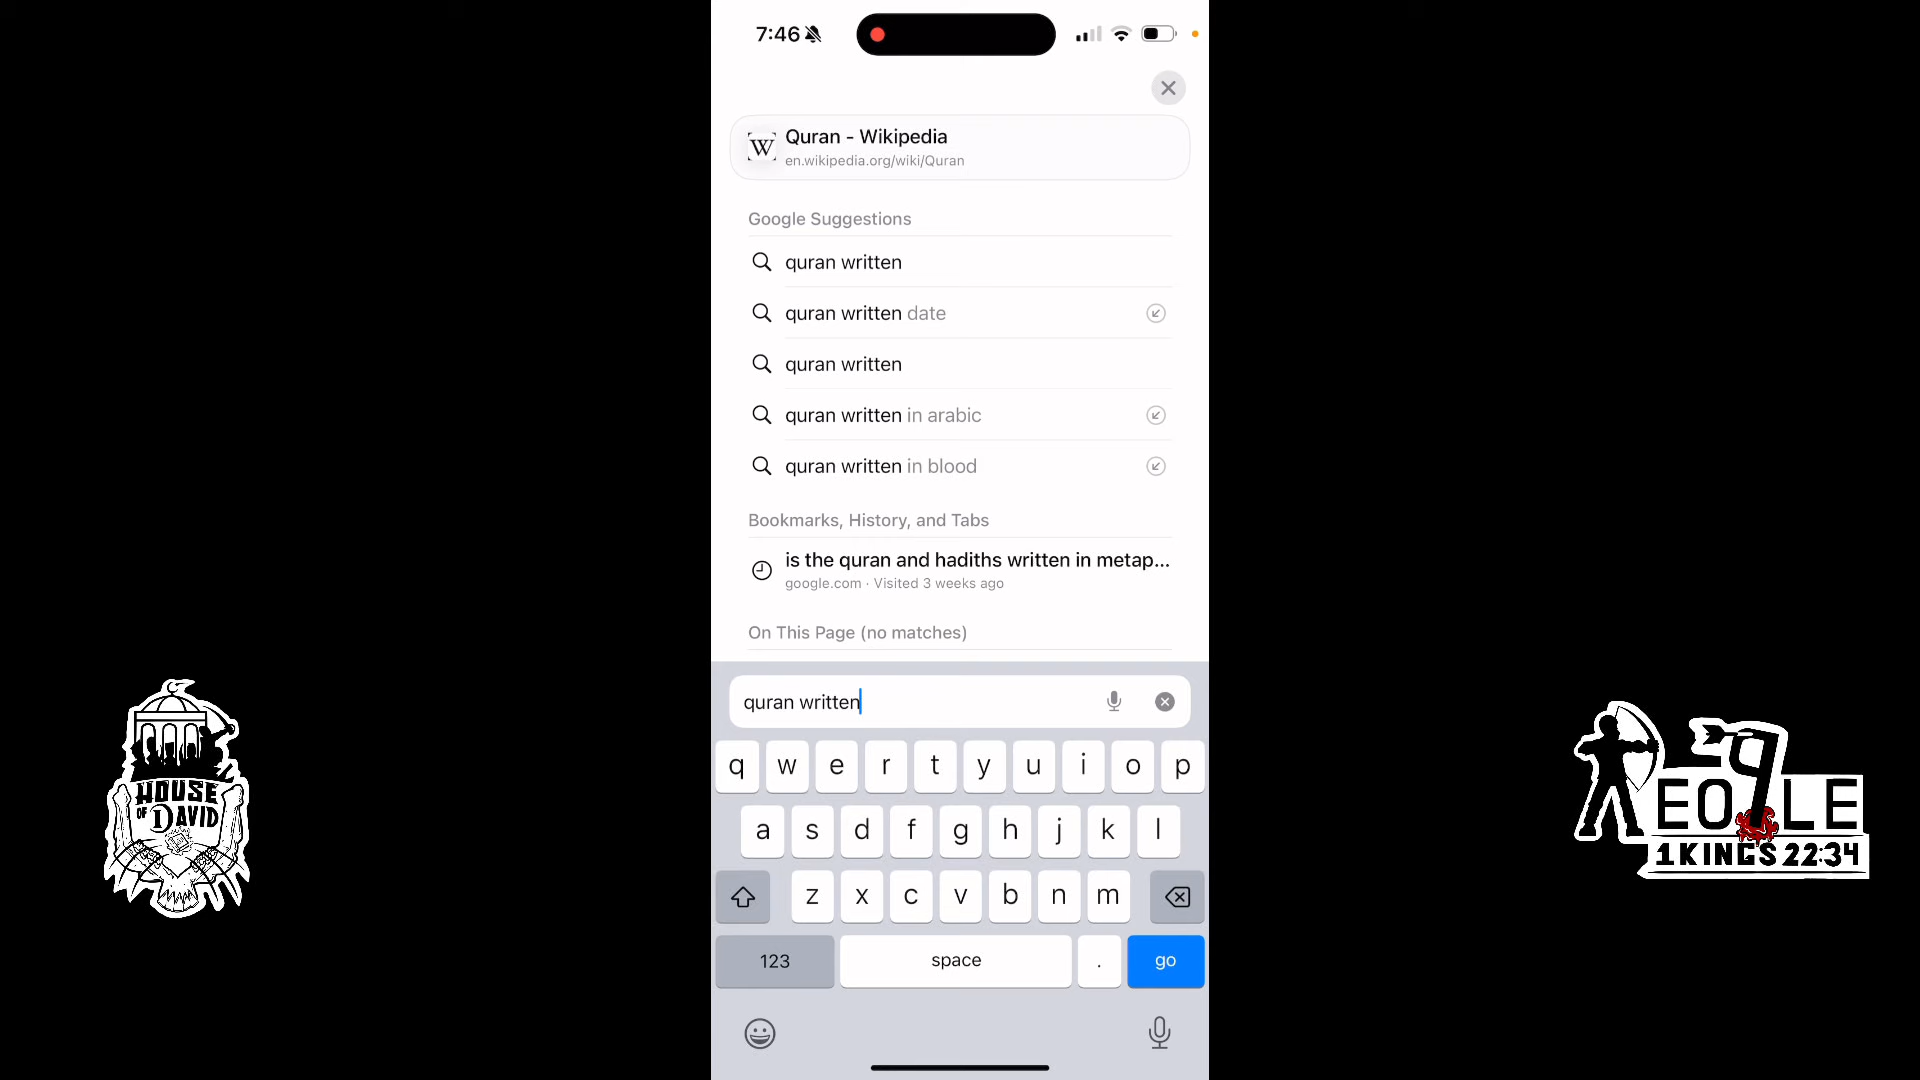 7:46
Quran - Wikipedia
en.wikipedia.org/wiki/Quran
Google Suggestions
quran written
quran written date
quran written
quran written in arabic
quran written in blood
Bookmarks, History, and Tabs
is the quran and hadiths written in metap...
google.com · Visited 3 weeks ago
On This Page (no matches)
quran written
q w e r t y u i o p
a s d f g h j k l
z x c v b n m
123 space . go
HOUSE
OF DAVID
PEOPLE
1 KINGS 22:34